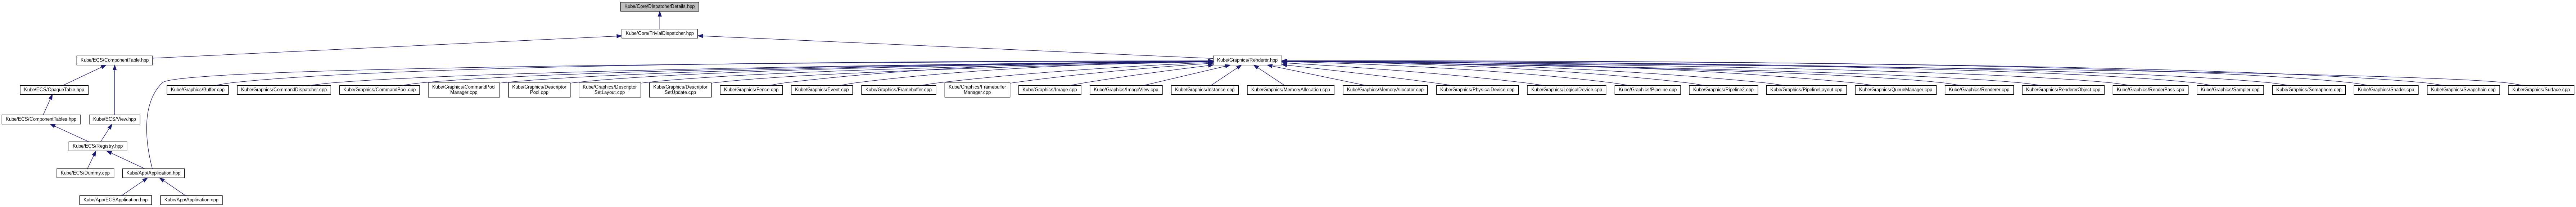 Kube/Core/DispatcherDetails.hpp
Kube/Core/TrivialDispatcher.hpp
Kube/ECS/ComponentTable.hpp
Kube/Graphics/Renderer.hpp
Kube/ECS/OpaqueTable.hpp
Kube/Graphics/Buffer.cpp
Kube/Graphics/CommandDispatcher.cpp
Kube/Graphics/CommandPool.cpp
Kube/Graphics/CommandPool
Manager.cpp
Kube/Graphics/Descriptor
Pool.cpp
Kube/Graphics/Descriptor
SetLayout.cpp
Kube/Graphics/Descriptor
SetUpdate.cpp
Kube/Graphics/Fence.cpp
Kube/Graphics/Event.cpp
Kube/Graphics/Framebuffer.cpp
Kube/Graphics/Framebuffer
Manager.cpp
Kube/Graphics/Image.cpp
Kube/Graphics/ImageView.cpp
Kube/Graphics/Instance.cpp
Kube/Graphics/MemoryAllocation.cpp
Kube/Graphics/MemoryAllocator.cpp
Kube/Graphics/PhysicalDevice.cpp
Kube/Graphics/LogicalDevice.cpp
Kube/Graphics/Pipeline.cpp
Kube/Graphics/Pipeline2.cpp
Kube/Graphics/PipelineLayout.cpp
Kube/Graphics/QueueManager.cpp
Kube/Graphics/Renderer.cpp
Kube/Graphics/RenderObject.cpp
Kube/Graphics/RenderPass.cpp
Kube/Graphics/Sampler.cpp
Kube/Graphics/Semaphore.cpp
Kube/Graphics/Shader.cpp
Kube/Graphics/Swapchain.cpp
Kube/Graphics/Surface.cpp
Kube/ECS/ComponentTables.hpp
Kube/ECS/View.hpp
Kube/ECS/Registry.hpp
Kube/ECS/Dummy.cpp
Kube/App/Application.hpp
Kube/App/ECSApplication.hpp
Kube/App/Application.cpp